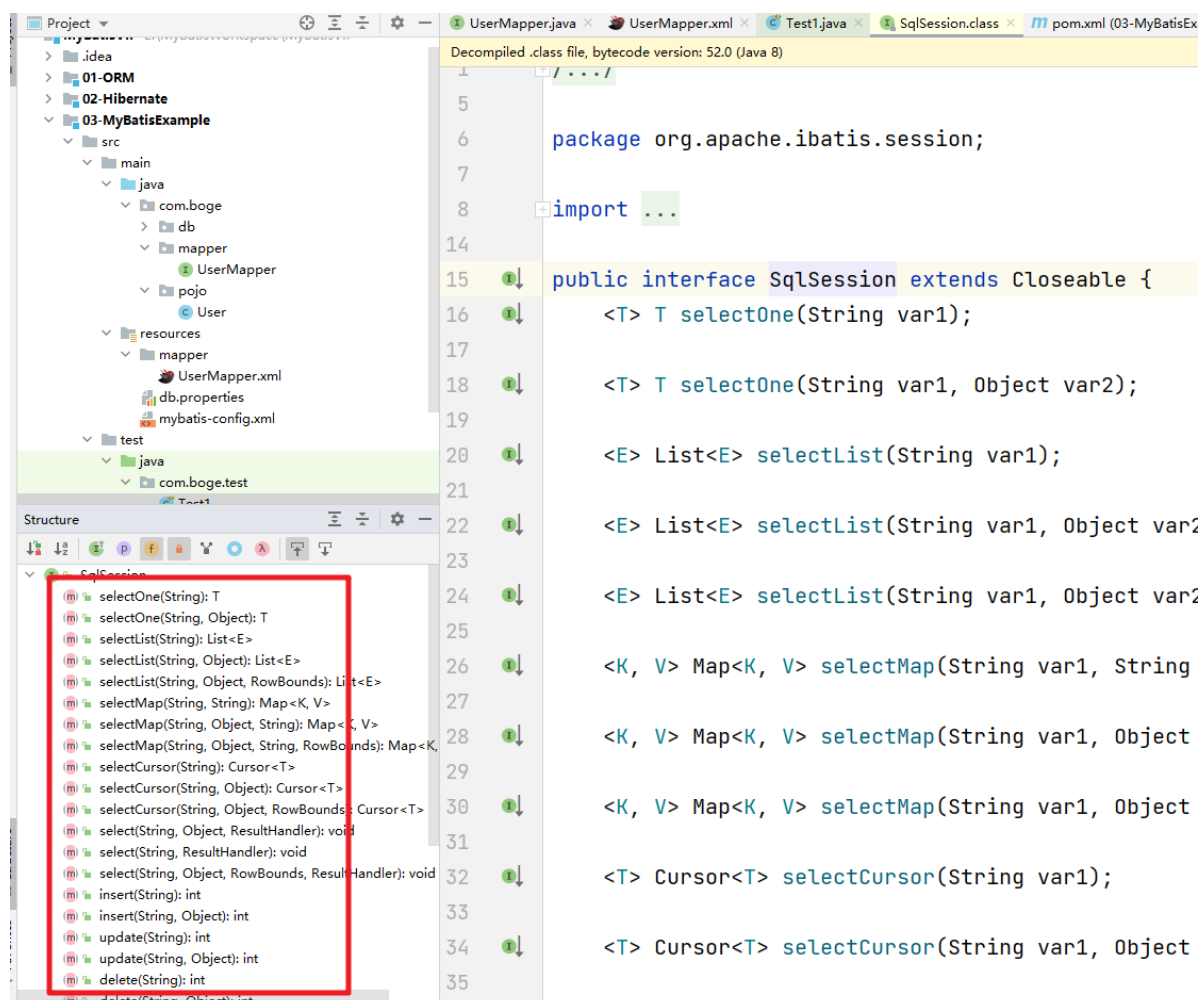 Project
.idea
01-ORM
02-Hibernate
03-MyBatisExample
src
main
java
com.boge
db
mapper
UserMapper
pojo
User
resources
mapper
UserMapper.xml
db.properties
mybatis-config.xml
test
java
com.boge.test
Test1
Structure
SqlSession
selectOne(String): T
selectOne(String, Object): T
selectList(String): List<E>
selectList(String, Object): List<E>
selectList(String, Object, RowBounds): List<E>
selectMap(String, String): Map<K, V>
selectMap(String, Object, String): Map<K, V>
selectMap(String, Object, String, RowBounds): Map<K,
selectCursor(String): Cursor<T>
selectCursor(String, Object): Cursor<T>
selectCursor(String, Object, RowBounds): Cursor<T>
select(String, Object, ResultHandler): void
select(String, ResultHandler): void
select(String, Object, RowBounds, ResultHandler): void
insert(String): int
insert(String, Object): int
update(String): int
update(String, Object): int
delete(String): int
delete(String, Object): int
UserMapper.java UserMapper.xml Test1.java SqlSession.class pom.xml (03-MyBatisEx
Decompiled .class file, bytecode version: 52.0 (Java 8)
1 /.../
5
6 package org.apache.ibatis.session;
7
8 import ...
14
15 public interface SqlSession extends Closeable {
16 <T> T selectOne(String var1);
17
18 <T> T selectOne(String var1, Object var2);
19
20 <E> List<E> selectList(String var1);
21
22 <E> List<E> selectList(String var1, Object var2
23
24 <E> List<E> selectList(String var1, Object var2
25
26 <K, V> Map<K, V> selectMap(String var1, String
27
28 <K, V> Map<K, V> selectMap(String var1, Object
29
30 <K, V> Map<K, V> selectMap(String var1, Object
31
32 <T> Cursor<T> selectCursor(String var1);
33
34 <T> Cursor<T> selectCursor(String var1, Object
35